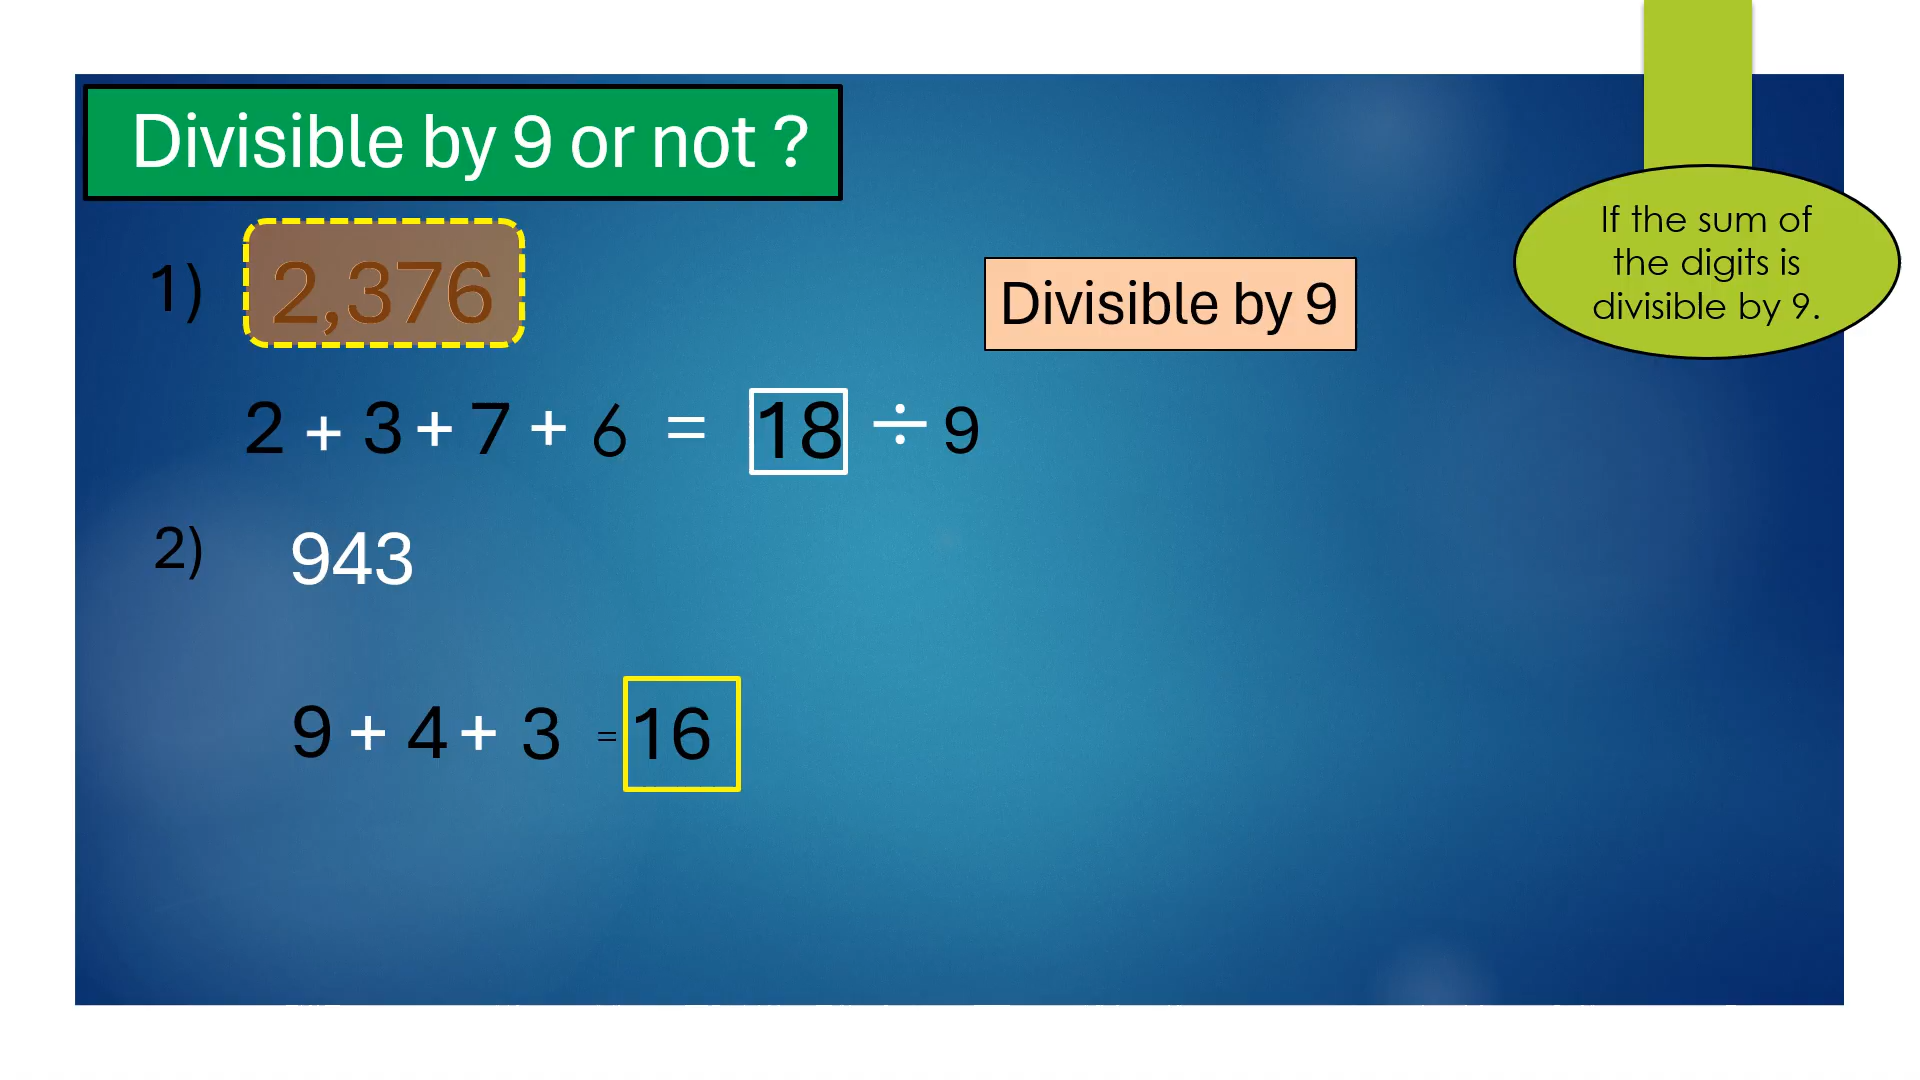 Divisible by 9 or not ?
If the sum of
the digits is
divisible by 9.
1) 2,376
Divisible by 9
2 + 3 + 7 + 6 = 18 ÷ 9
2) 943
9 + 4 + 3 = 16